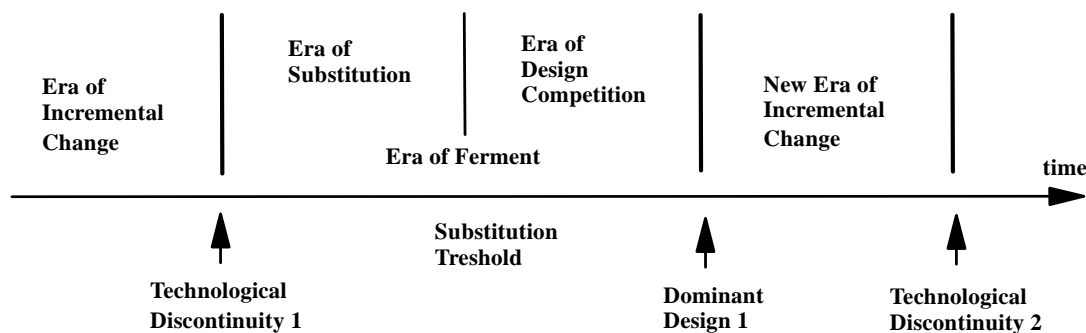 Era of
Incremental
Change
Era of
Substitution
Era of
Design
Competition
New Era of
Incremental
Change
Era of Ferment
time
Substitution
Treshold
Technological
Discontinuity 1
Dominant
Design 1
Technological
Discontinuity 2